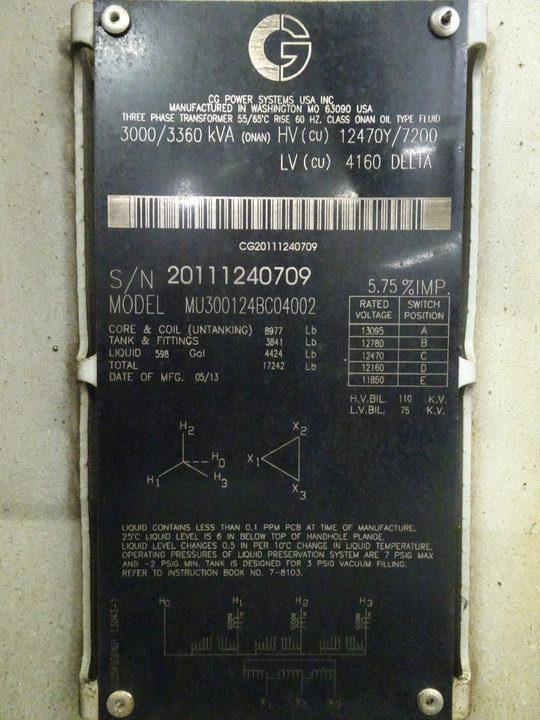 CG
CG POWER SYSTEMS USA INC
MANUFACTURED IN WASHINGTON MO 63090 USA
THREE PHASE TRANSFORMER 55/65°C RISE 60 HZ. CLASS ONAN OIL TYPE FLUID
3000/3360 kVA (ONAN) HV (CU) 12470Y/7200
LV (CU) 4160 DELTA
CG20111240709
S/N 20111240709
5.75 %IMP.
MODEL MU300124BC04002
RATED VOLTAGE SWITCH POSITION
13095 A
12780 B
12470 C
12160 D
11850 E
CORE & COIL (UNTANKING) 8977 Lb
TANK & FITTINGS 3841 Lb
LIQUID 598 Gal 4424 Lb
TOTAL 17242 Lb
DATE OF MFG. 05/13
H.V.BIL. 110 K.V.
L.V.BIL. 75 K.V.
H2
H0
H1 H3
X2
X1
X3
LIQUID CONTAINS LESS THAN 0.1 PPM PCB AT TIME OF MANUFACTURE.
25°C LIQUID LEVEL IS 6 IN BELOW TOP OF HANDHOLE FLANGE.
LIQUID LEVEL CHANGES 0.5 IN PER 10°C CHANGE IN LIQUID TEMPERATURE.
OPERATING PRESSURES OF LIQUID PRESERVATION SYSTEM ARE 7 PSIG MAX
AND -2 PSIG MIN. TANK IS DESIGNED FOR 3 PSIG VACUUM FILLING.
REFER TO INSTRUCTION BOOK NO. 7-8103.
H0 H1 H2 H3
X1 X2 X3